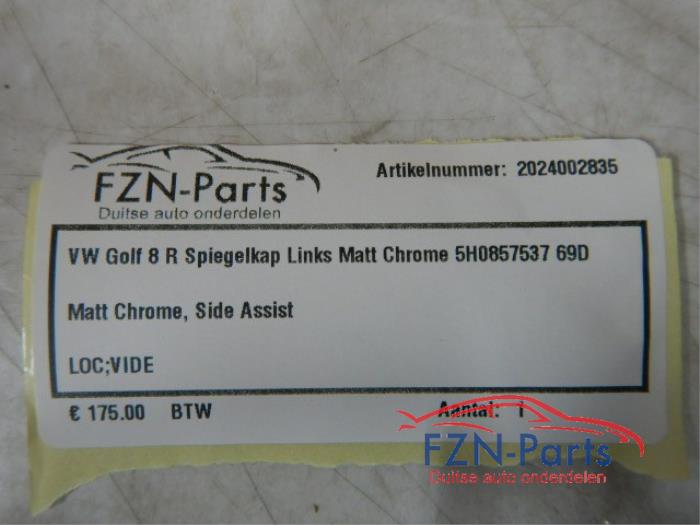 FZN-Parts
Duitse auto onderdelen
Artikelnummer: 2024002835
VW Golf 8 R Spiegelkap Links Matt Chrome 5H0857537 69D
Matt Chrome, Side Assist
LOC;VIDE
€ 175.00 BTW Aantal: 1
FZN-Parts
Duitse auto onderdelen